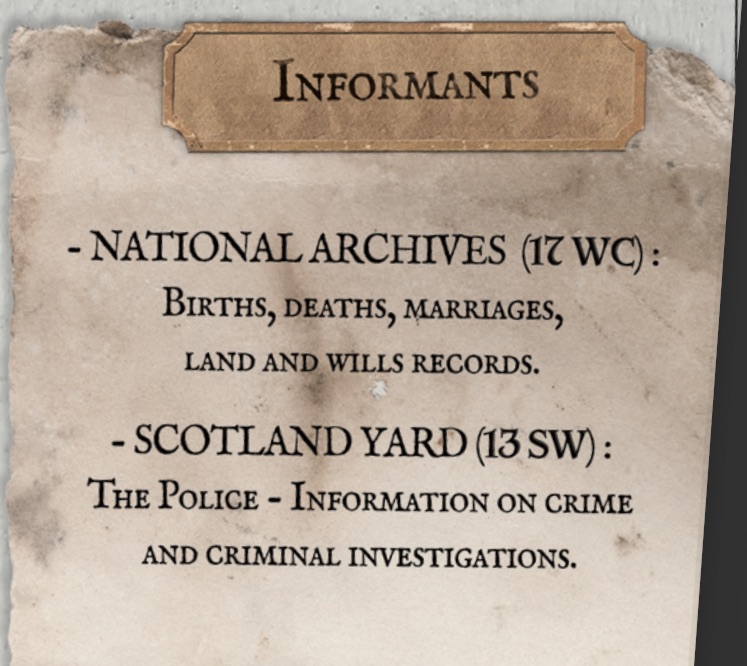 Informants
- NATIONAL ARCHIVES (17 WC) :
Births, deaths, marriages,
land and wills records.
- SCOTLAND YARD (13 SW) :
The Police - Information on crime
and criminal investigations.